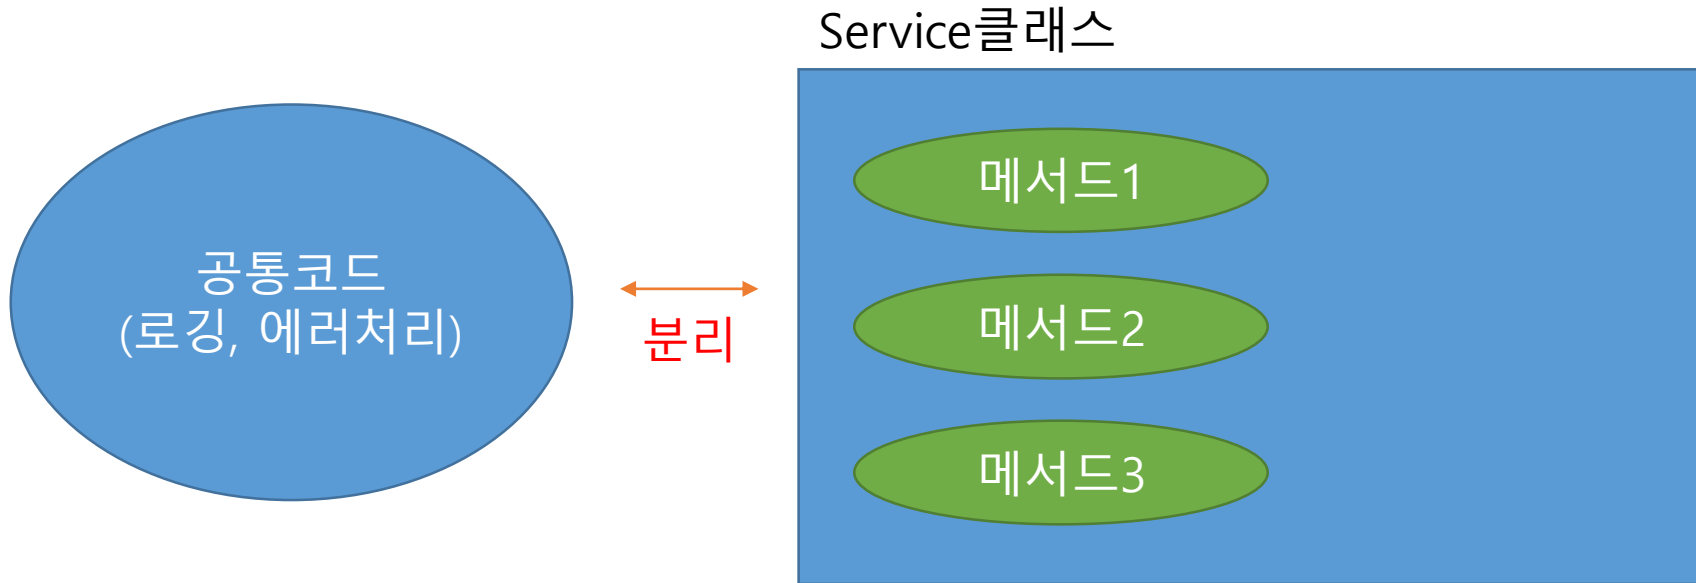 Service클래스
공통코드
(로깅, 에러처리)
분리
메서드1
메서드2
메서드3